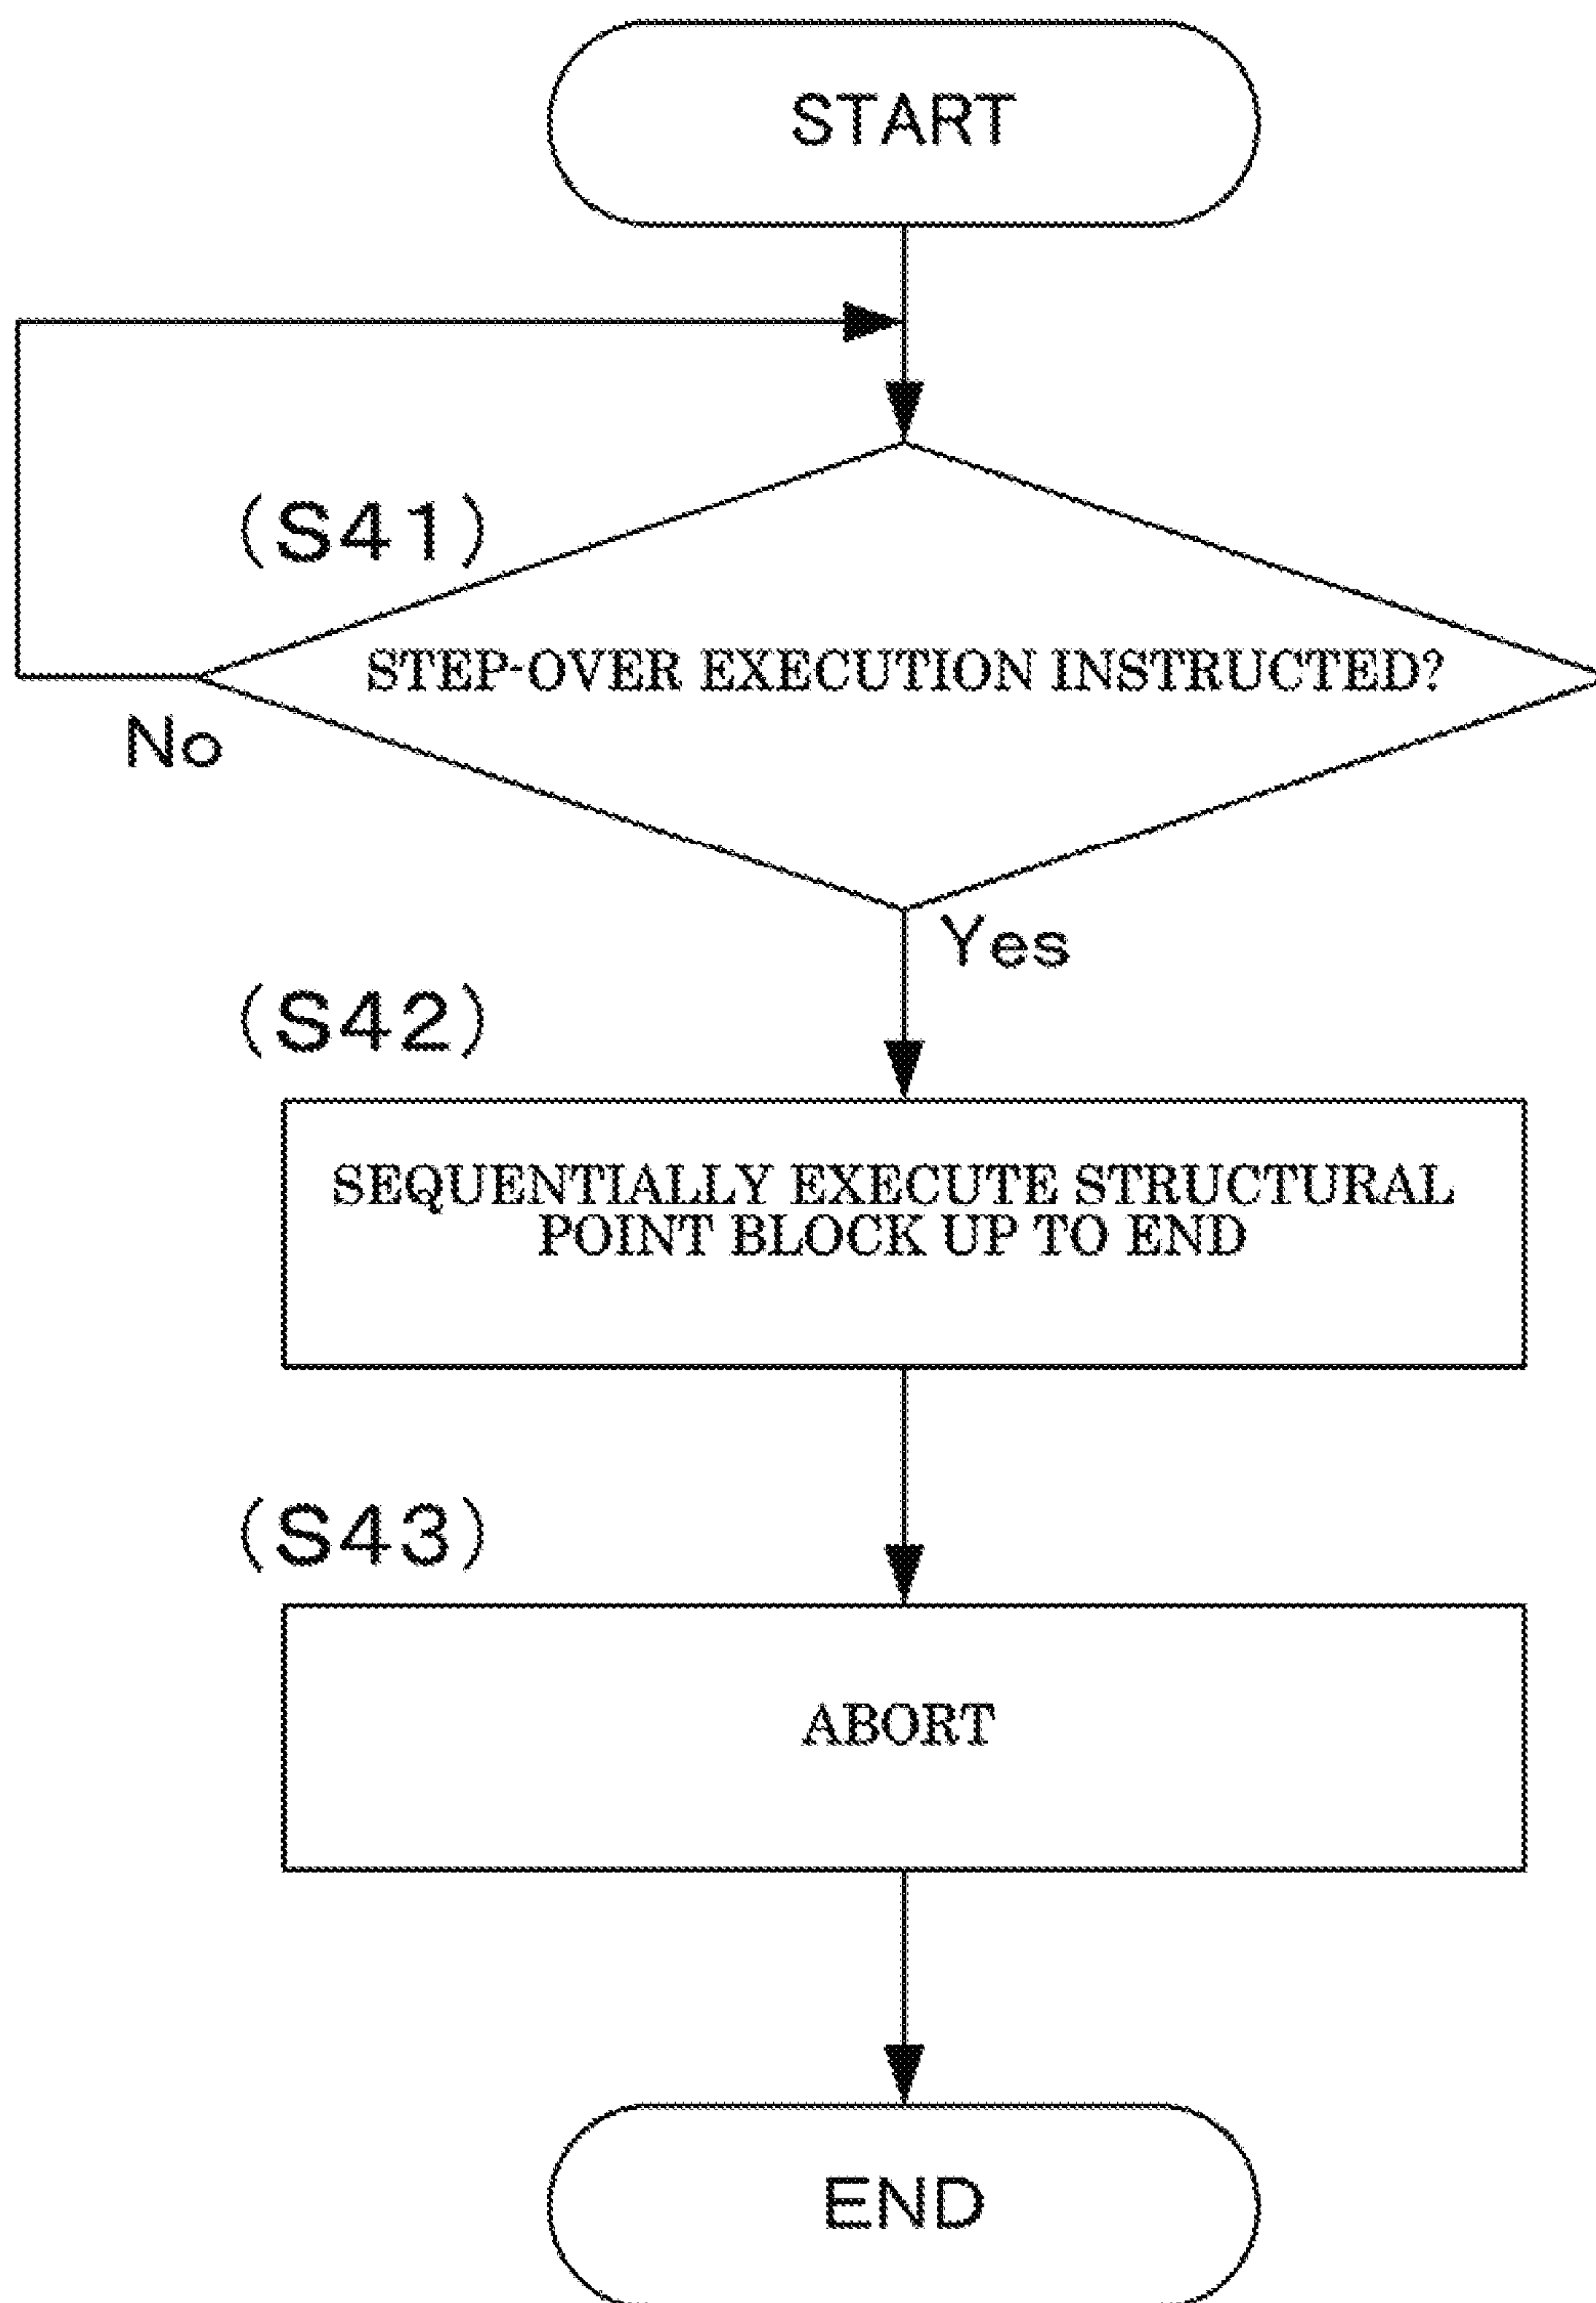 START
(S41)
STEP-OVER EXECUTION INSTRUCTED?
No
Yes
(S42)
SEQUENTIALLY EXECUTE STRUCTURAL
POINT BLOCK UP TO END
(S43)
ABORT
END